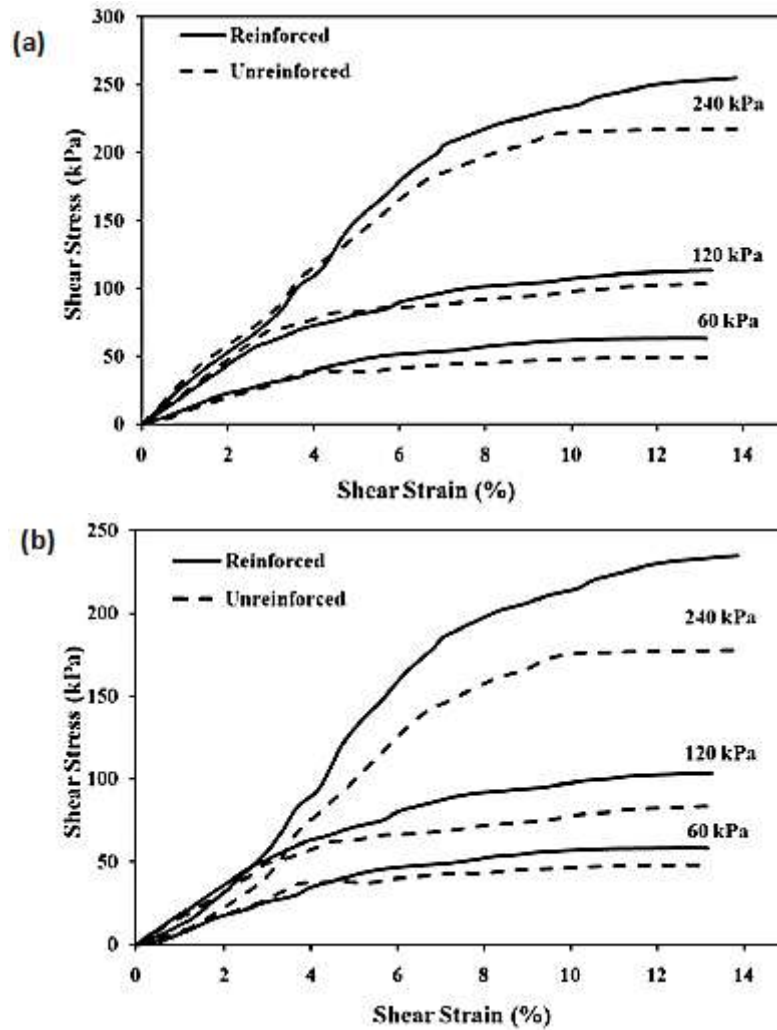 (a)
300
250
200
150
100
50
0
Shear Stress (kPa)
Reinforced
Unreinforced
240 kPa
120 kPa
60 kPa
0 2 4 6 8 10 12 14
Shear Strain (%)
(b)
250
200
150
100
50
0
Shear Stress (kPa)
Reinforced
Unreinforced
240 kPa
120 kPa
60 kPa
0 2 4 6 8 10 12 14
Shear Strain (%)